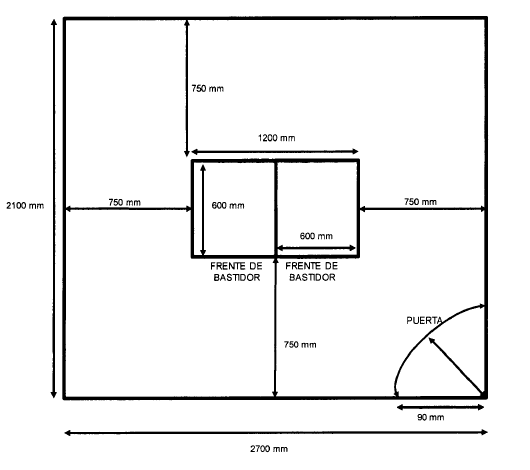 750 mm
1200 mm
2100 mm
750 mm
600 mm
750 mm
600 mm
FRENTE DE
BASTIDOR
FRENTE DE
BASTIDOR
PUERTA
750 mm
90 mm
2700 mm